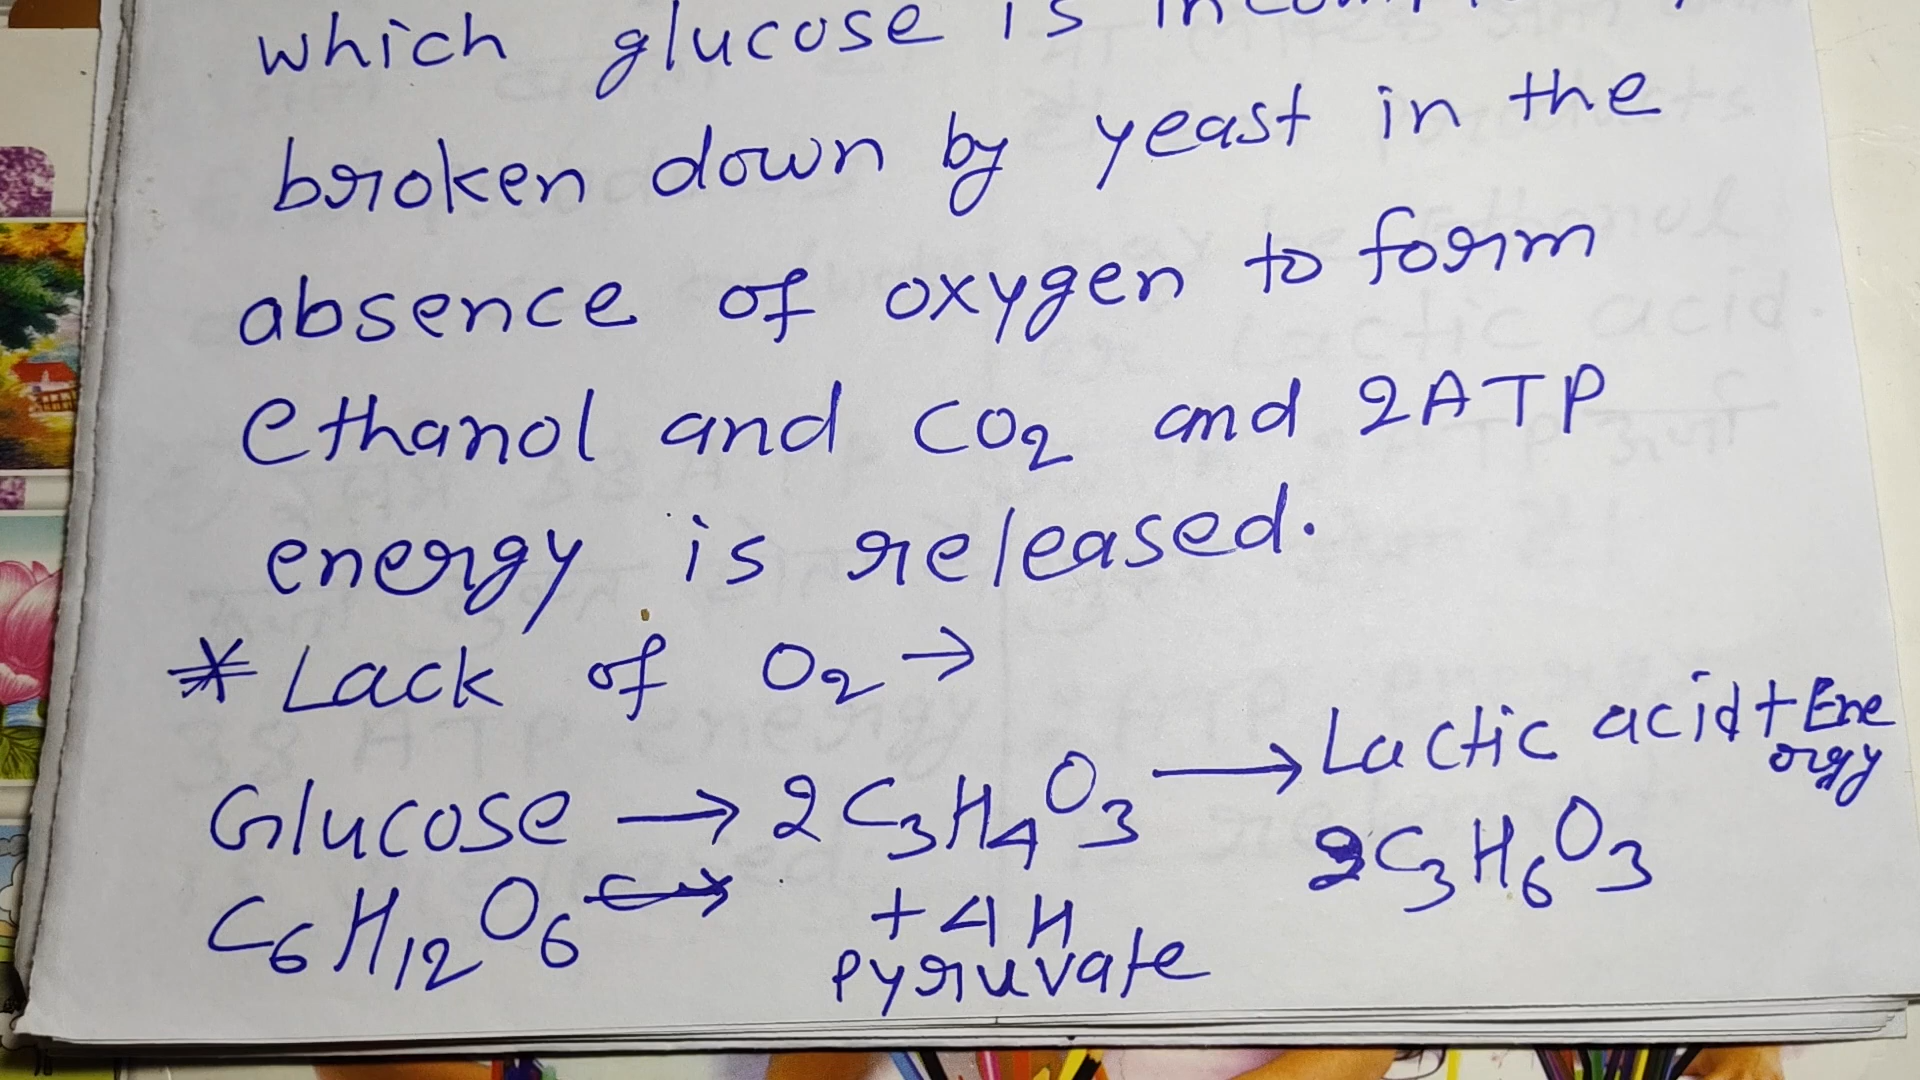 which glucose is
broken down by yeast in the
absence of oxygen to form
ethanol and CO2 and 2ATP
energy is released.
* Lack of O2 →
Glucose → 2C3H4O3 → Lactic acid + Energy
C6H12O6 + 4H 2C3H6O3
Pyruvate